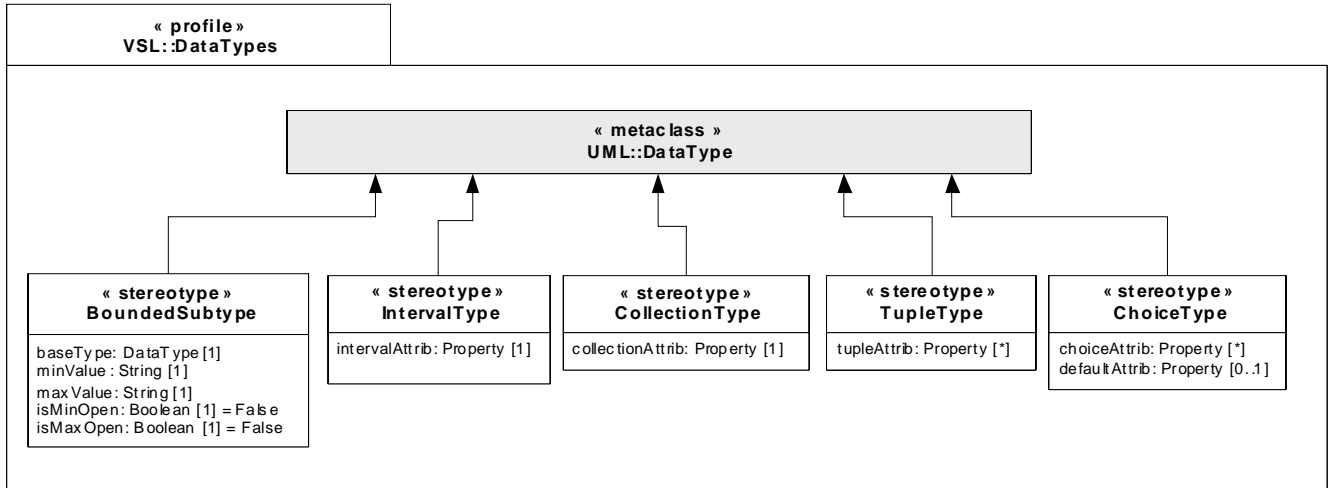 « profile »
VSL::DataTypes
« metaclass »
UML::DataType
« stereotype »
BoundedSubtype
baseType: DataType [1]
minValue: String [1]
maxValue: String [1]
isMinOpen: Boolean [1] = False
isMaxOpen: Boolean [1] = False
« stereotype »
IntervalType
intervalAttrib: Property [1]
« stereotype »
CollectionType
collectionAttrib: Property [1]
« stereotype »
TupleType
tupleAttrib: Property [*]
« stereotype »
ChoiceType
choiceAttrib: Property [*]
defaultAttrib: Property [0..1]